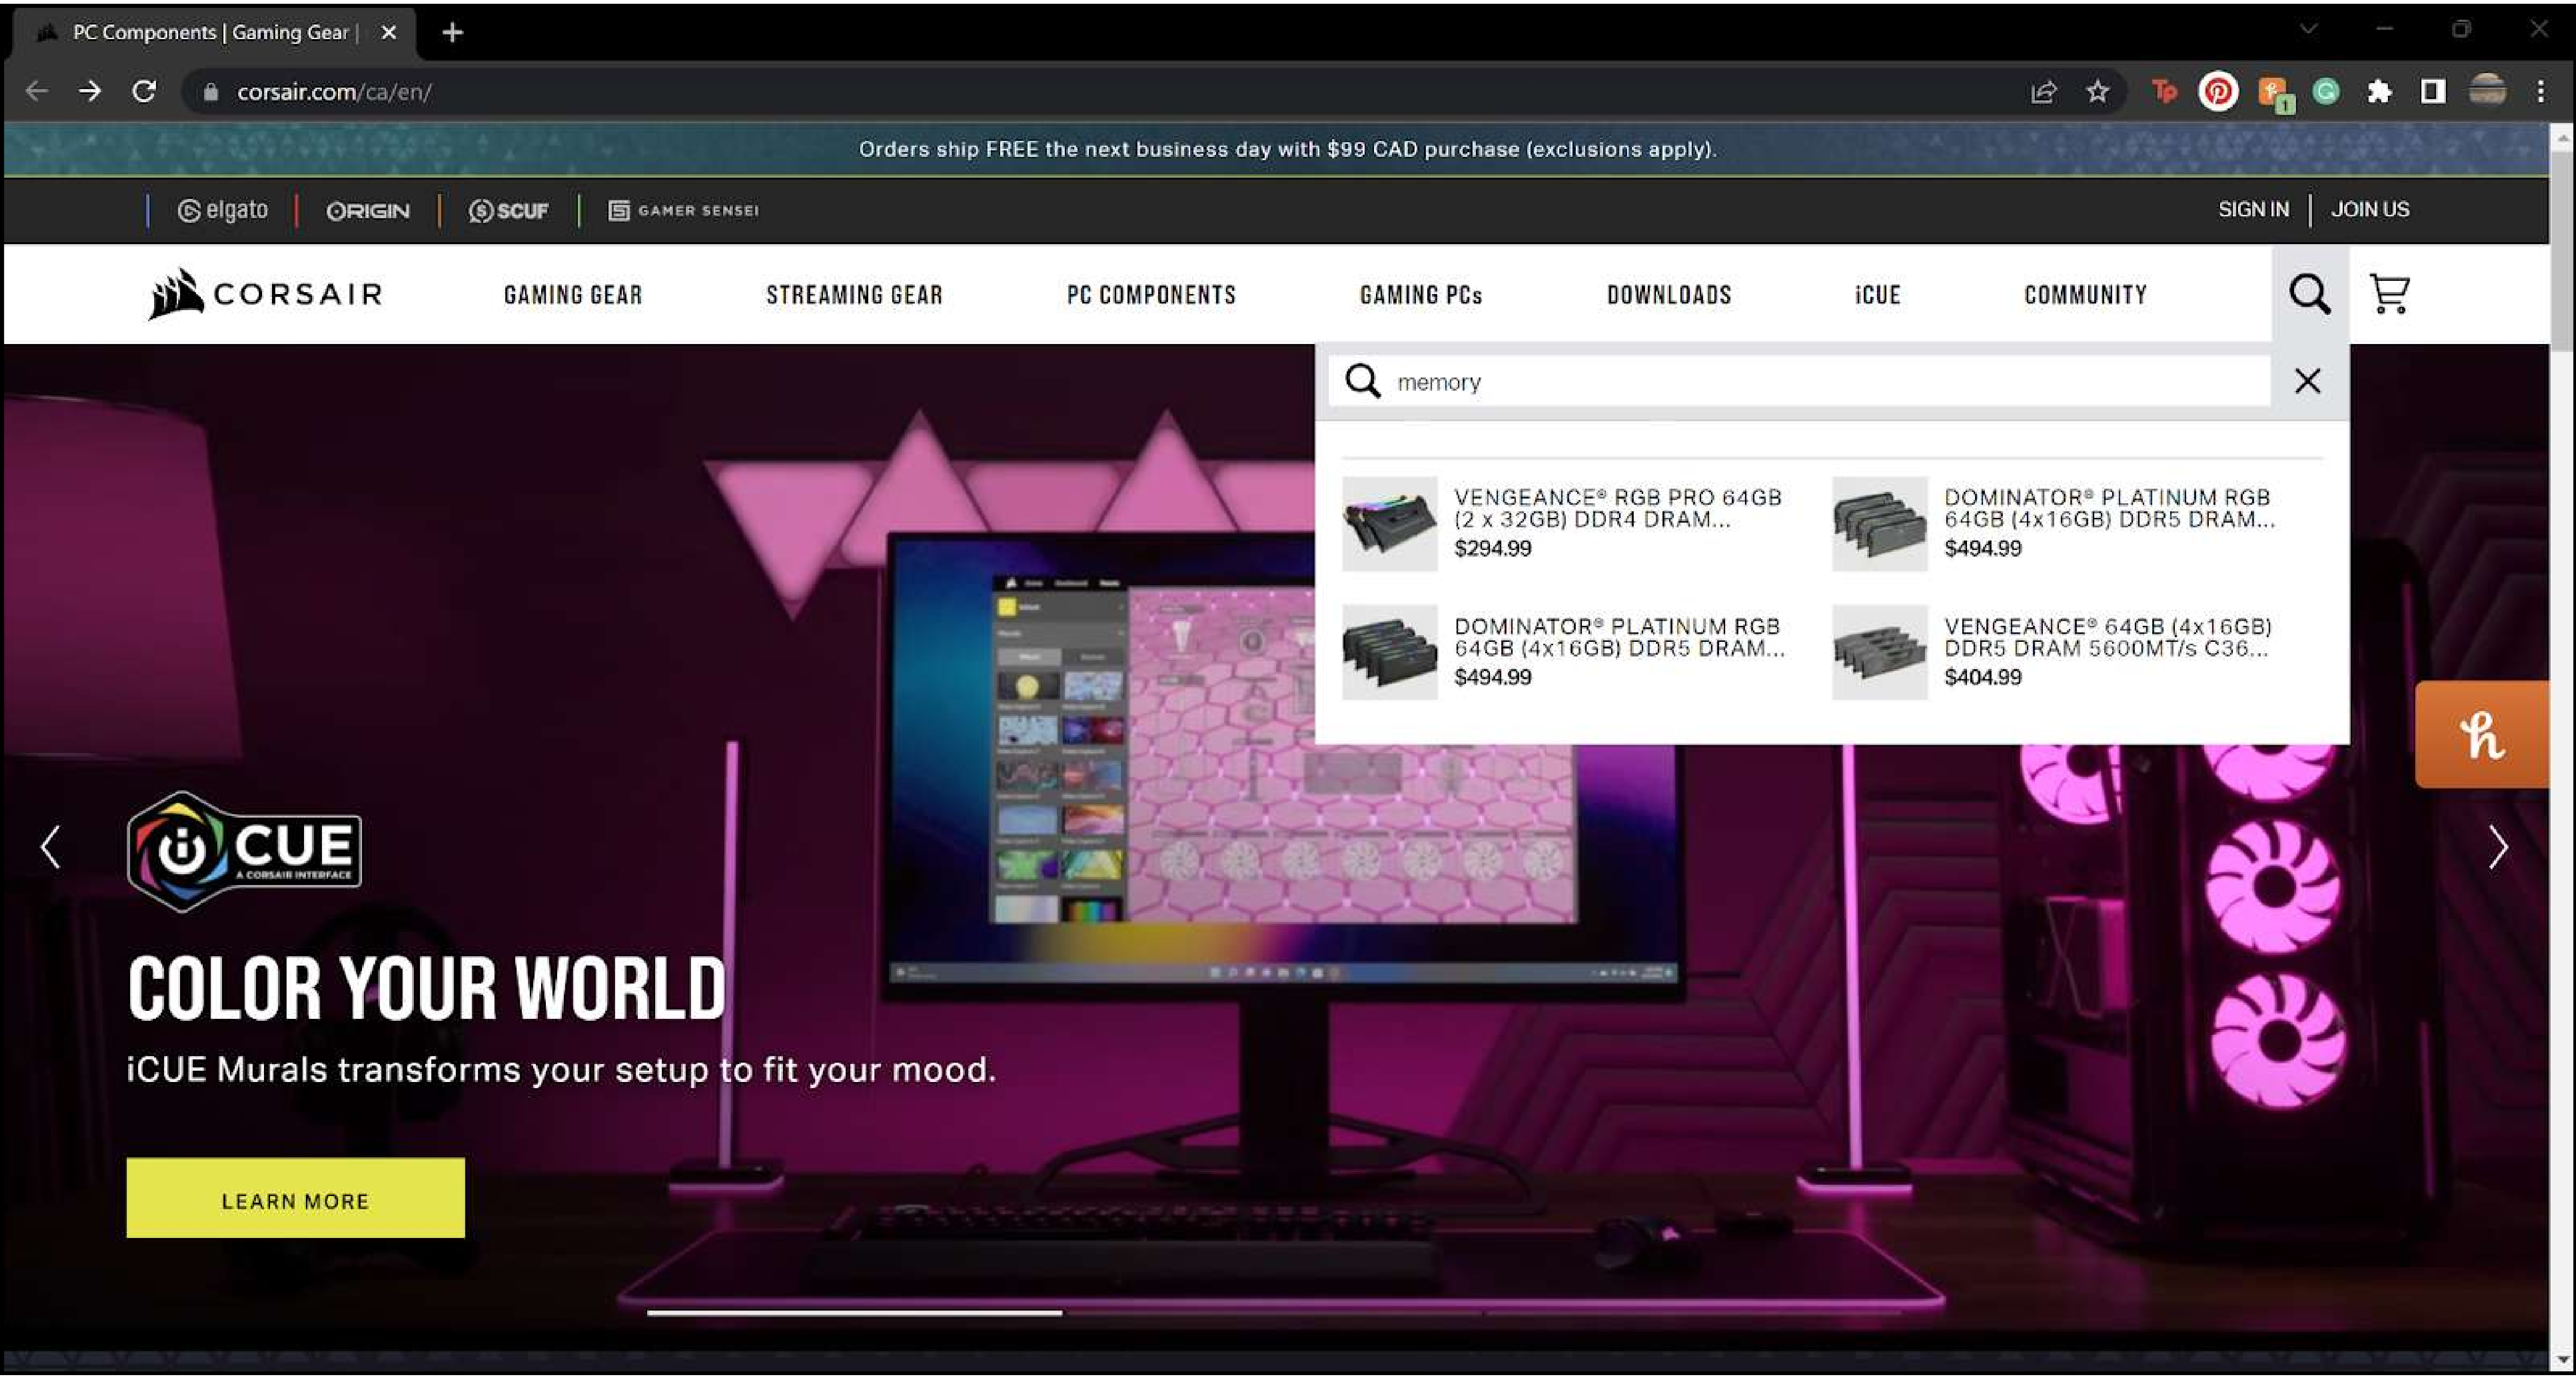 PC Components | Gaming Gear |
corsair.com/ca/en/
Orders ship FREE the next business day with $99 CAD purchase (exclusions apply).
elgato
ORIGIN
SCUF
GAMER SENSEI
SIGN IN
JOIN US
CORSAIR
GAMING GEAR
STREAMING GEAR
PC COMPONENTS
GAMING PCs
DOWNLOADS
iCUE
COMMUNITY
memory
VENGEANCE® RGB PRO 64GB
(2 x 32GB) DDR4 DRAM...
$294.99
DOMINATOR® PLATINUM RGB
64GB (4x16GB) DDR5 DRAM...
$494.99
DOMINATOR® PLATINUM RGB
64GB (4x16GB) DDR5 DRAM...
$494.99
VENGEANCE® 64GB (4x16GB)
DDR5 DRAM 5600MT/s C36...
$404.99
iCUE
A CORSAIR INTERFACE
COLOR YOUR WORLD
iCUE Murals transforms your setup to fit your mood.
LEARN MORE
Tp
1
h